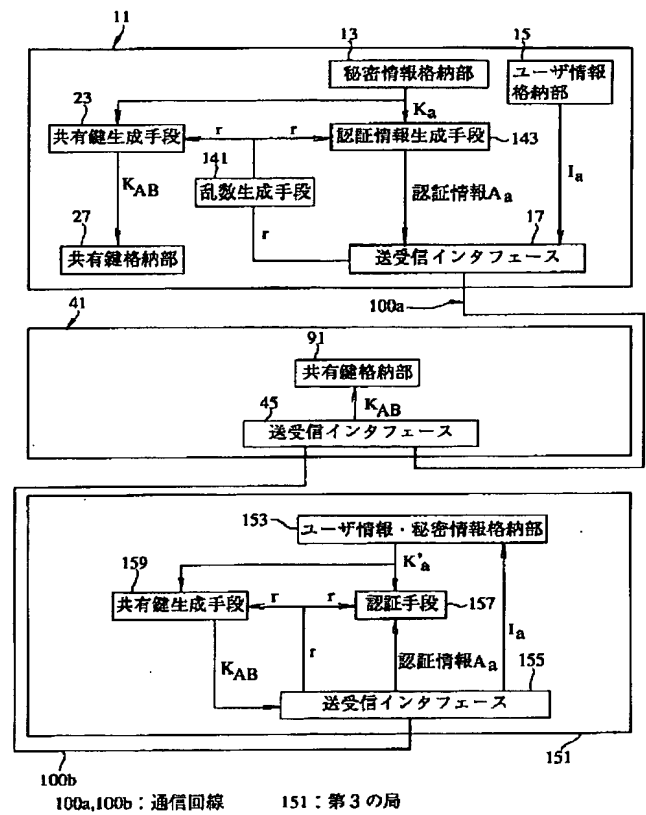 11
13
15
秘密情報格納部
ユーザ情報
格納部
23
Ka
共有鍵生成手段
r
r
認証情報生成手段
143
141
KAB
乱数生成手段
認証情報Aa
Ia
27
r
17
共有鍵格納部
送受信インタフェース
100a
41
91
共有鍵格納部
45
KAB
送受信インタフェース
153
ユーザ情報・秘密情報格納部
159
K'a
共有鍵生成手段
r
r
認証手段
157
Ia
r
認証情報Aa
KAB
155
送受信インタフェース
151
100b
100a,100b：通信回線 151：第3の局